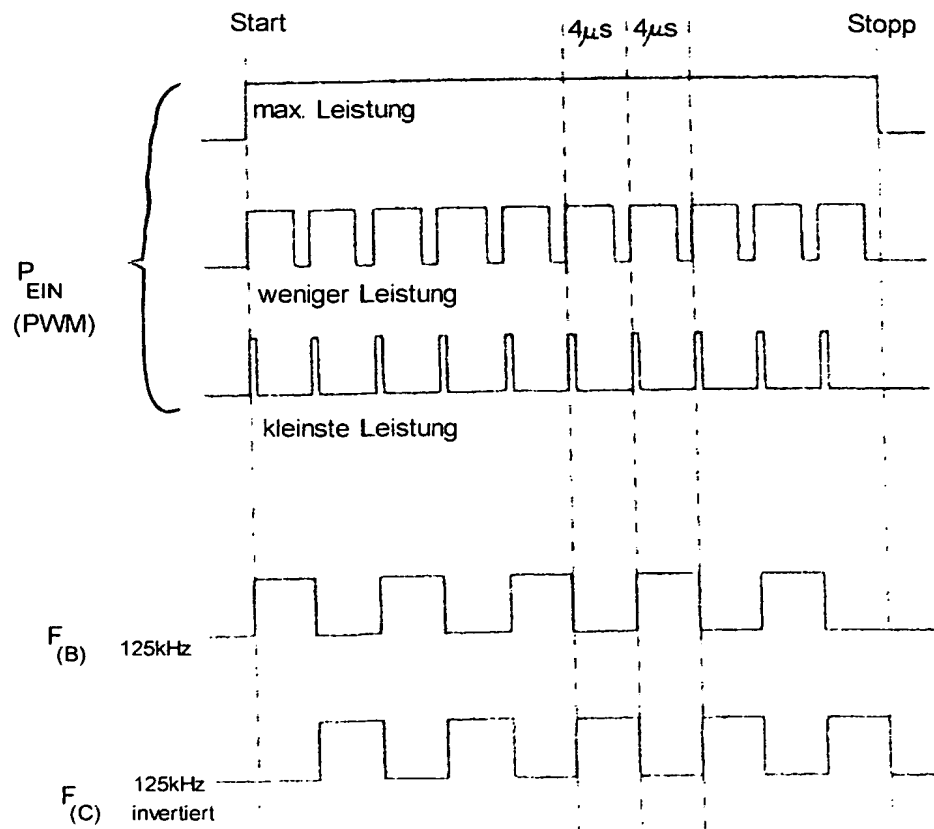 Start
4µs
4µs
Stopp
max. Leistung
P EIN
(PWM)
weniger Leistung
kleinste Leistung
F (B)
125kHz
F (C)
125kHz
invertiert